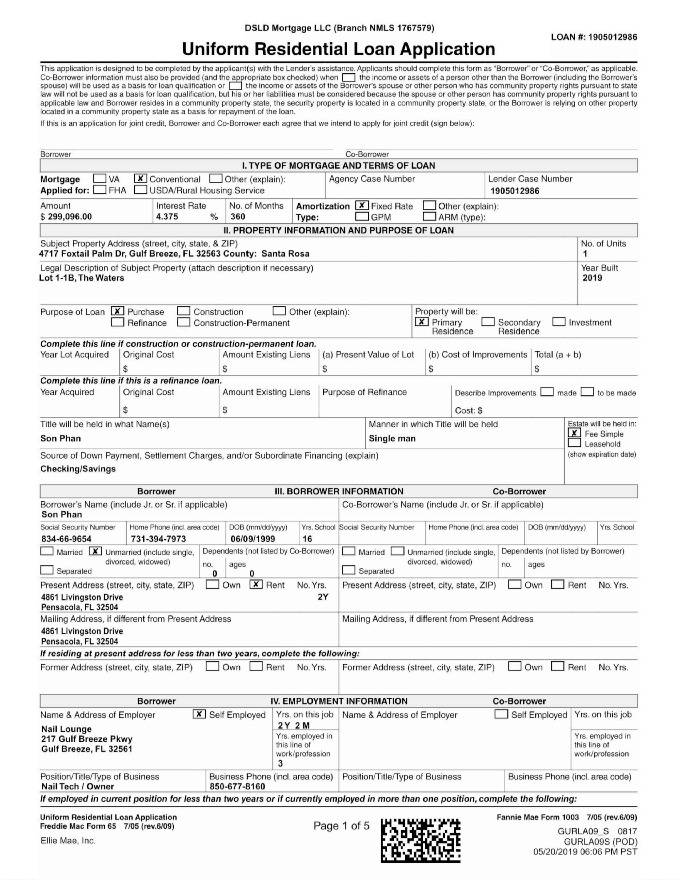 DSLD Mortgage LLC (Branch NMLS 1767579)
LOAN #: 1905012986
Uniform Residential Loan Application
This application is designed to be completed by the applicant(s) with the Lender's assistance. Applicants should complete this form as "Borrower" or "Co-Borrower," as applicable.
Co-Borrower information must also be provided (and the appropriate box checked) when the income or assets of a person other than the Borrower (including the Borrower's
spouse) will be used as a basis for loan qualification or the income or assets of the Borrower's spouse or other person who has community property rights pursuant to state
law will not be used as a basis for loan qualification, but his or her liabilities must be considered because the spouse or other person has community property rights pursuant to
applicable law and Borrower resides in a community property state, the security property is located in a community property state, or the Borrower is relying on other property
located in a community property state as a basis for repayment of the loan.
If this is an application for joint credit, Borrower and Co-Borrower each agree that we intend to apply for joint credit (sign below):
Borrower Co-Borrower
I. TYPE OF MORTGAGE AND TERMS OF LOAN
Mortgage VA X Conventional Other (explain): Agency Case Number Lender Case Number
Applied for: FHA USDA/Rural Housing Service 1905012986
Amount Interest Rate No. of Months Amortization X Fixed Rate Other (explain):
$ 299,096.00 4.375 % 360 Type: GPM ARM (type):
II. PROPERTY INFORMATION AND PURPOSE OF LOAN
Subject Property Address (street, city, state, & ZIP) No. of Units
4717 Foxtail Palm Dr, Gulf Breeze, FL 32563 County: Santa Rosa 1
Legal Description of Subject Property (attach description if necessary) Year Built
Lot 1-1B, The Waters 2019
Purpose of Loan X Purchase Construction Other (explain): Property will be:
Refinance Construction-Permanent X Primary Residence Secondary Residence Investment
Complete this line if construction or construction-permanent loan.
Year Lot Acquired Original Cost Amount Existing Liens (a) Present Value of Lot (b) Cost of Improvements Total (a + b)
$ $ $ $ $
Complete this line if this is a refinance loan.
Year Acquired Original Cost Amount Existing Liens Purpose of Refinance Describe Improvements made to be made
$ $ Cost: $
Title will be held in what Name(s) Manner in which Title will be held Estate will be held in:
Son Phan Single man X Fee Simple
Leasehold
Source of Down Payment, Settlement Charges, and/or Subordinate Financing (explain) (show expiration date)
Checking/Savings
Borrower III. BORROWER INFORMATION Co-Borrower
Borrower's Name (include Jr. or Sr. if applicable) Co-Borrower's Name (include Jr. or Sr. if applicable)
Son Phan
Social Security Number Home Phone (incl. area code) DOB (mm/dd/yyyy) Yrs. School Social Security Number Home Phone (incl. area code) DOB (mm/dd/yyyy) Yrs. School
834-66-9654 731-394-7973 06/09/1999 16
Married X Unmarried (include single, Dependents (not listed by Co-Borrower) Married Unmarried (include single, Dependents (not listed by Borrower)
divorced, widowed) no. ages divorced, widowed) no. ages
Separated 0 0 Separated
Present Address (street, city, state, ZIP) Own X Rent No. Yrs. Present Address (street, city, state, ZIP) Own Rent No. Yrs.
4861 Livingston Drive 2Y
Pensacola, FL 32504
Mailing Address, if different from Present Address Mailing Address, if different from Present Address
4861 Livingston Drive
Pensacola, FL 32504
If residing at present address for less than two years, complete the following:
Former Address (street, city, state, ZIP) Own Rent No. Yrs. Former Address (street, city, state, ZIP) Own Rent No. Yrs.
Borrower IV. EMPLOYMENT INFORMATION Co-Borrower
Name & Address of Employer X Self Employed Yrs. on this job Name & Address of Employer Self Employed Yrs. on this job
2 Y 2 M
Nail Lounge Yrs. employed in Yrs. employed in
217 Gulf Breeze Pkwy this line of this line of
Gulf Breeze, FL 32561 work/profession work/profession
3
Position/Title/Type of Business Business Phone (incl. area code) Position/Title/Type of Business Business Phone (incl. area code)
Nail Tech / Owner 850-677-8160
If employed in current position for less than two years or if currently employed in more than one position, complete the following:
Uniform Residential Loan Application Fannie Mae Form 1003 7/05 (rev.6/09)
Freddie Mac Form 65 7/05 (rev.6/09) Page 1 of 5
GURLA09_S 0817
Ellie Mae, Inc. GURLA09S (POD)
05/20/2019 06:06 PM PST